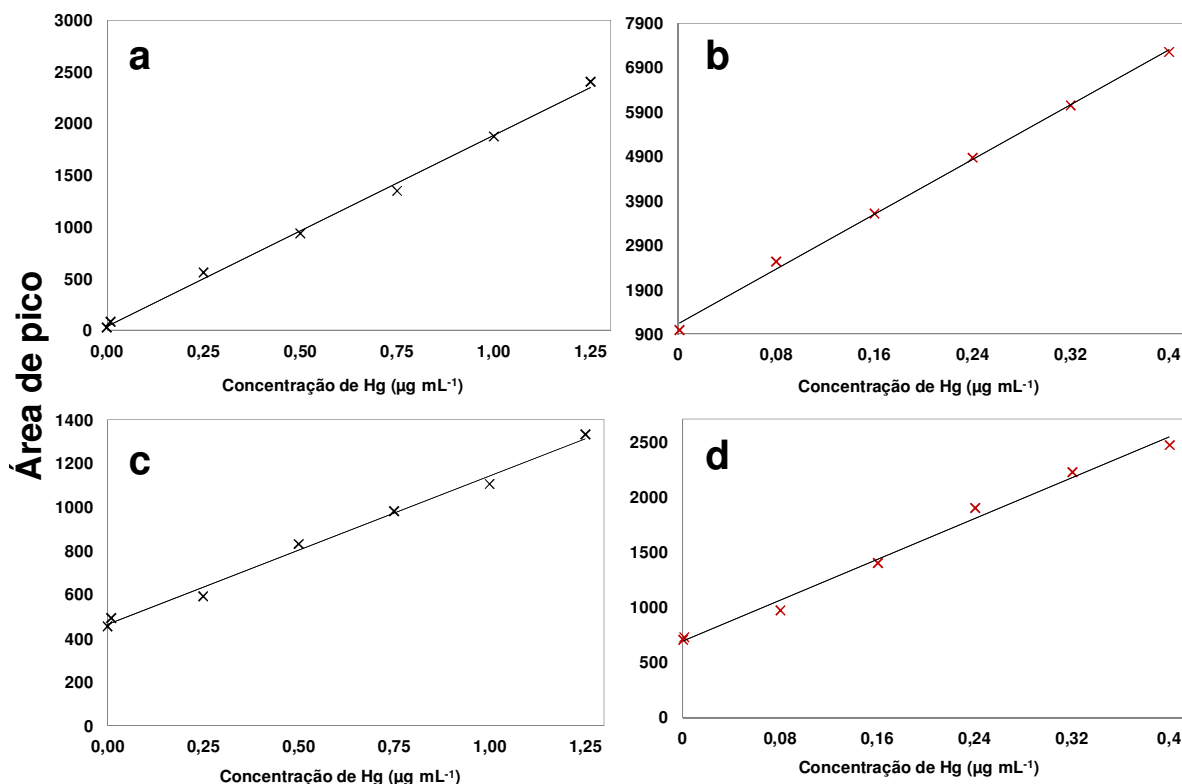 Área de pico
a
3000
2500
2000
1500
1000
500
0
0,00 0,25 0,50 0,75 1,00 1,25
Concentração de Hg (µg mL⁻¹)
b
7900
6900
5900
4900
3900
2900
1900
900
0 0,08 0,16 0,24 0,32 0,4
Concentração de Hg (µg mL⁻¹)
c
1400
1200
1000
800
600
400
200
0
0,00 0,25 0,50 0,75 1,00 1,25
Concentração de Hg (µg mL⁻¹)
d
2500
2000
1500
1000
500
0
0 0,08 0,16 0,24 0,32 0,4
Concentração de Hg (µg mL⁻¹)